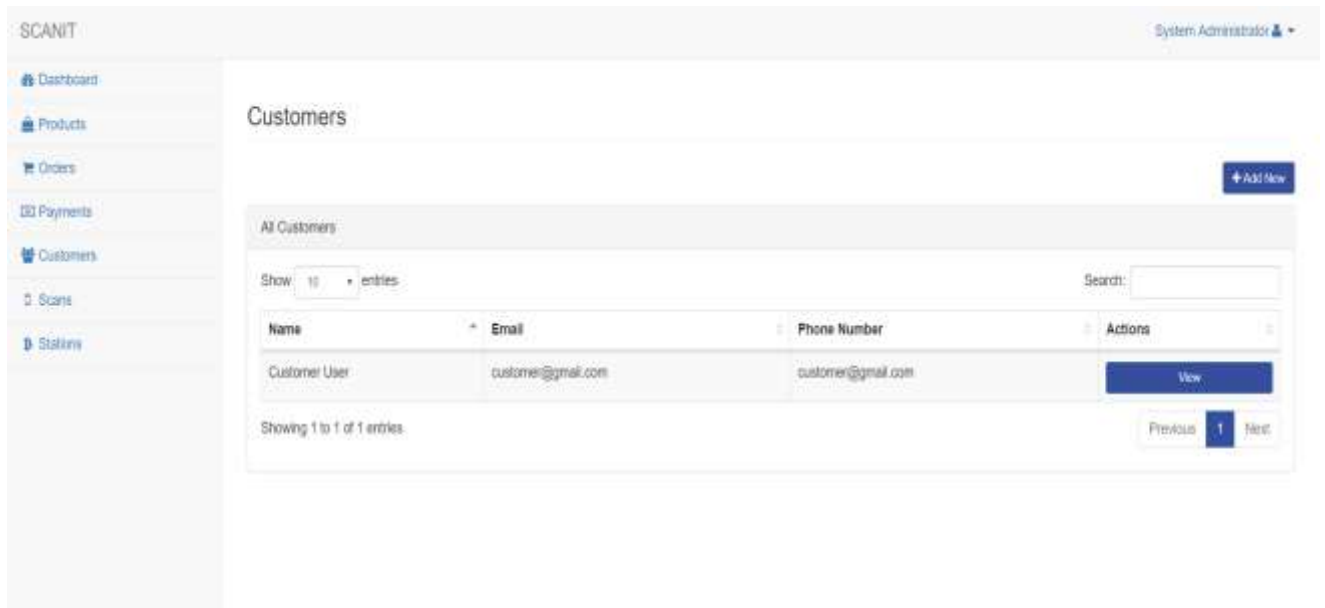 SCANIT
System Administrator
Dashboard
Products
Orders
Payments
Customers
Scans
Stations
Customers
+ Add New
All Customers
Show 10 entries
Search:
Name Email Phone Number Actions
Customer User customer@gmail.com customer@gmail.com View
Showing 1 to 1 of 1 entries
Previous 1 Next